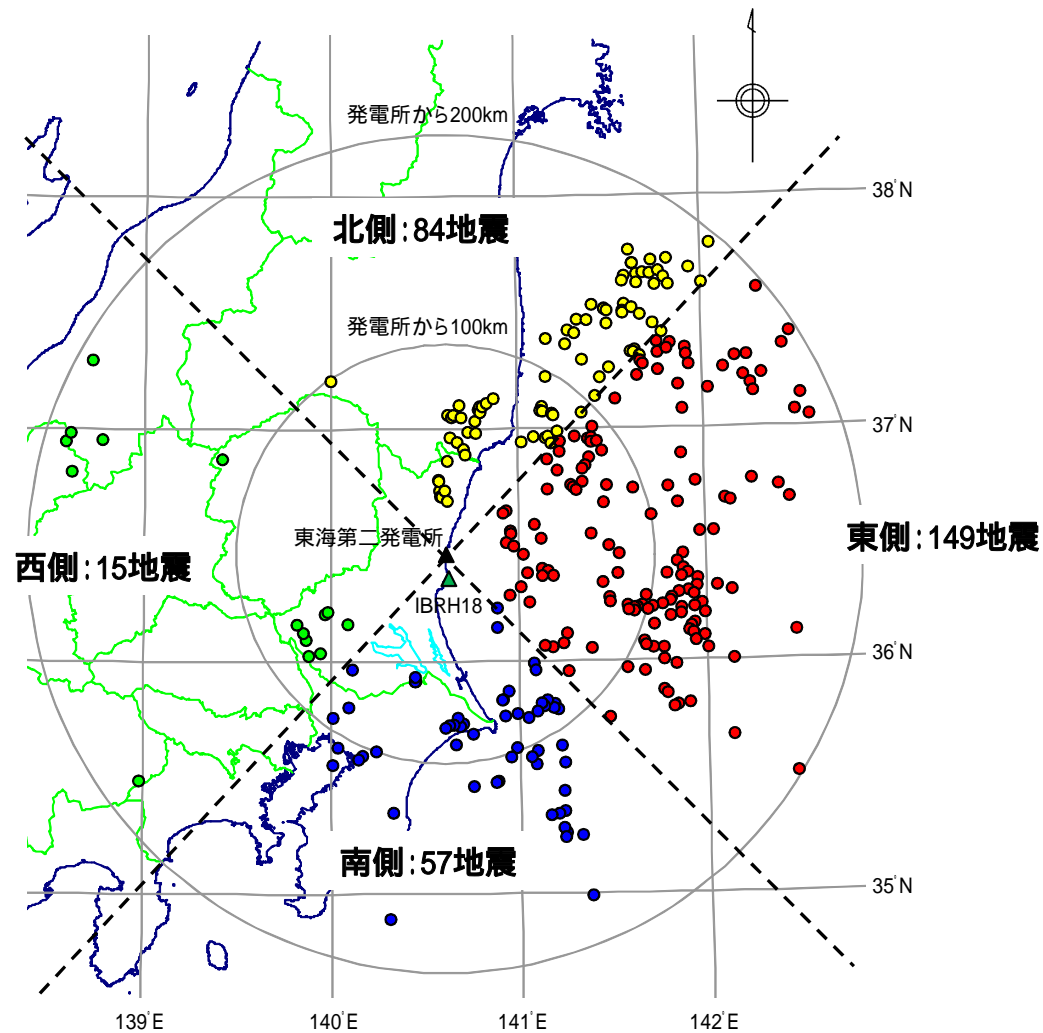 発電所から200km
38°N
北側:84地震
発電所から100km
37°N
東海第二発電所
東側:149地震
西側:15地震
IBRH18
36°N
南側:57地震
35°N
139°E
140°E
141°E
142°E